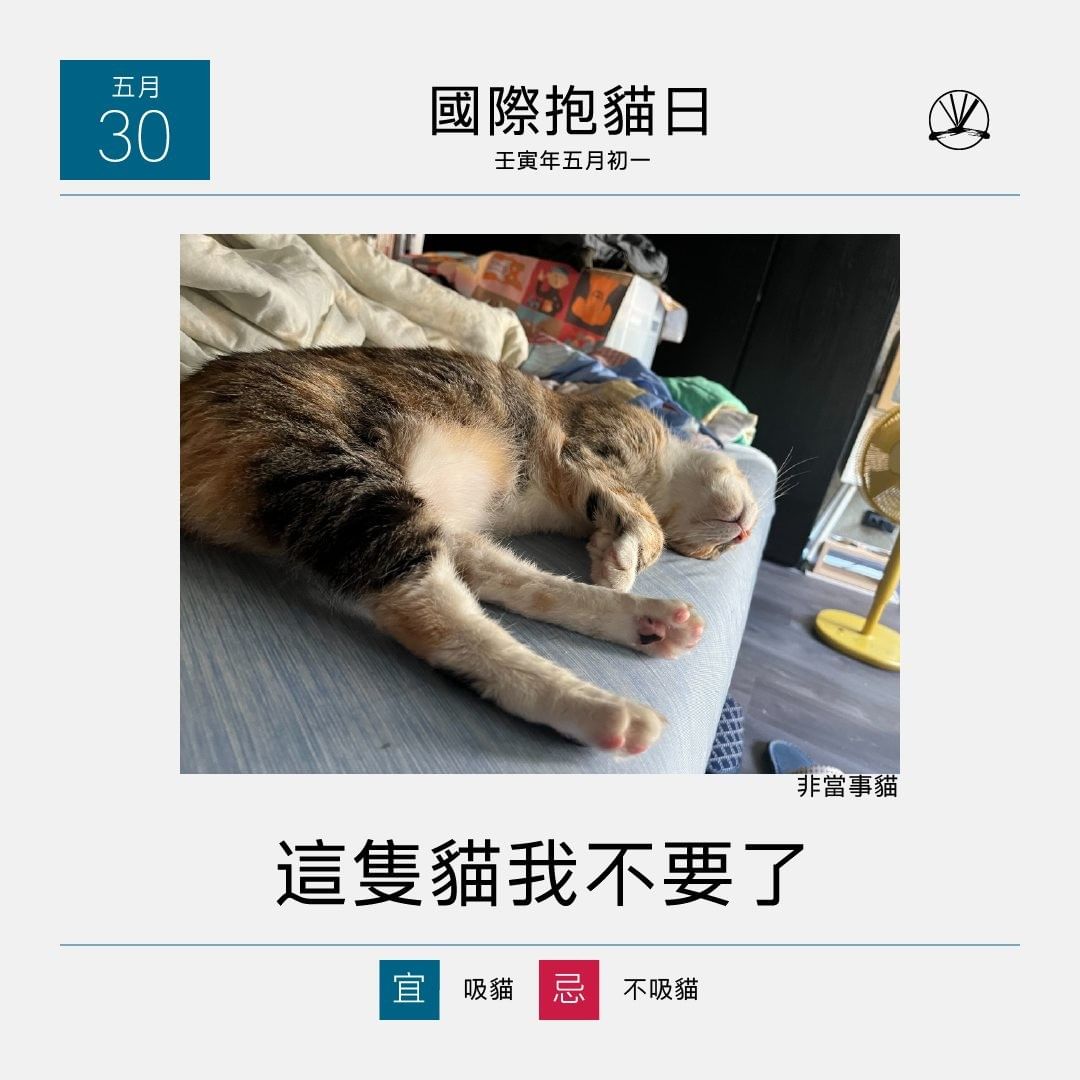 五月
30
國際抱貓日
壬寅年五月初一
非當事貓
這隻貓我不要了
宜 吸貓 忌 不吸貓